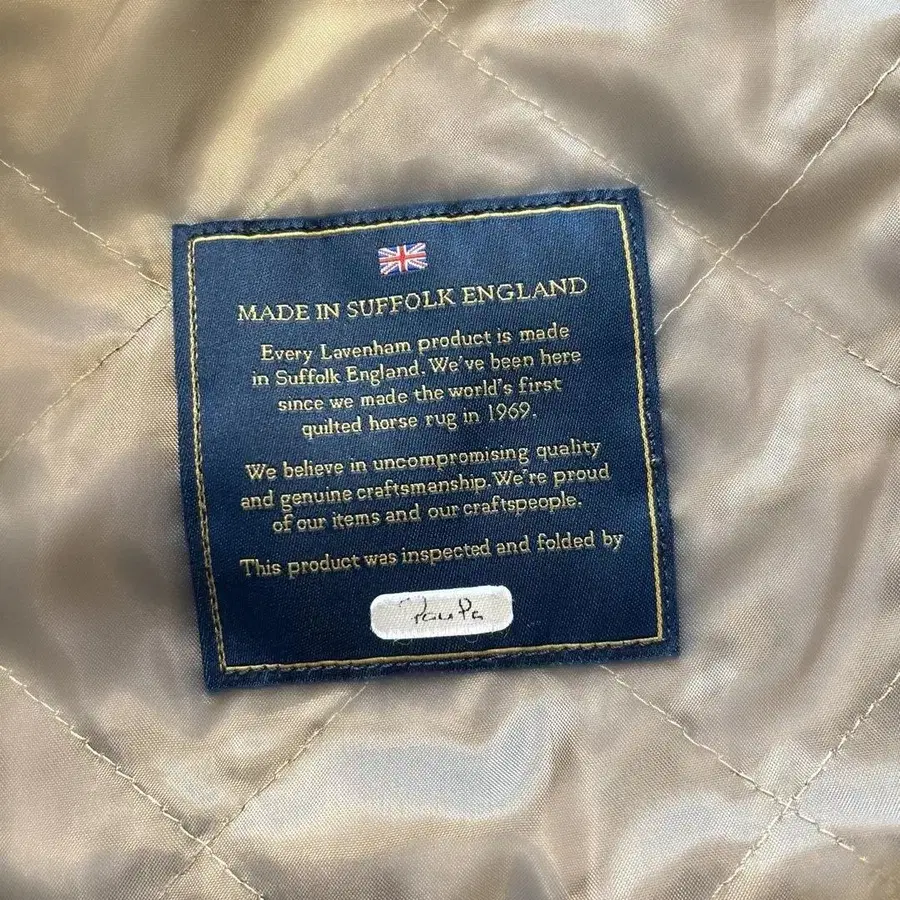 MADE IN SUFFOLK ENGLAND
Every Lavenham product is made
in Suffolk England. We've been here
since we made the world's first
quilted horse rug in 1969.
We believe in uncompromising quality
and genuine craftsmanship. We're proud
of our items and our craftspeople.
This product was inspected and folded by